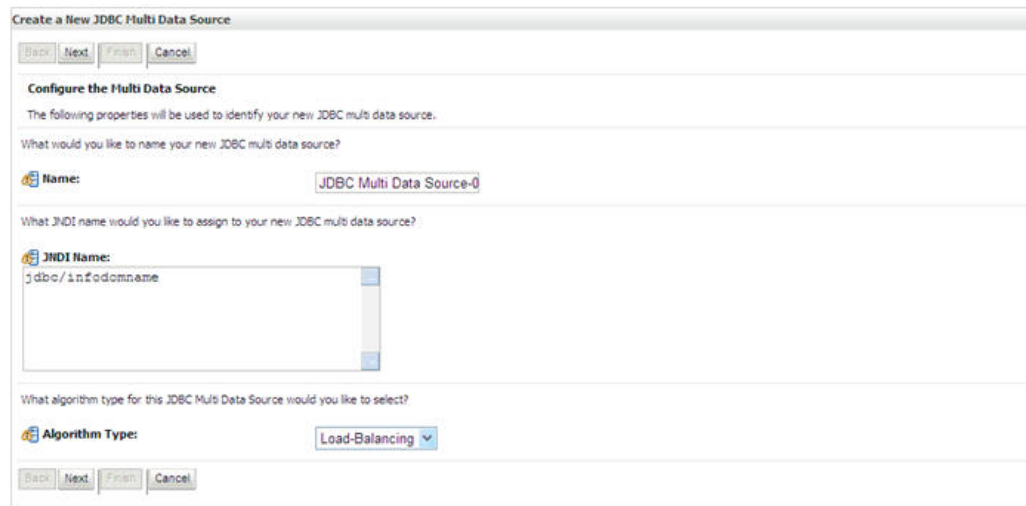 Create a New JDBC Multi Data Source
Back Next Finish Cancel
Configure the Multi Data Source
The following properties will be used to identify your new JDBC multi data source.
What would you like to name your new JDBC multi data source?
Name: JDBC Multi Data Source-0
What JNDI name would you like to assign to your new JDBC multi data source?
JNDI Name:
jdbc/infodomname
What algorithm type for this JDBC Multi Data Source would you like to select?
Algorithm Type: Load-Balancing
Back Next Finish Cancel